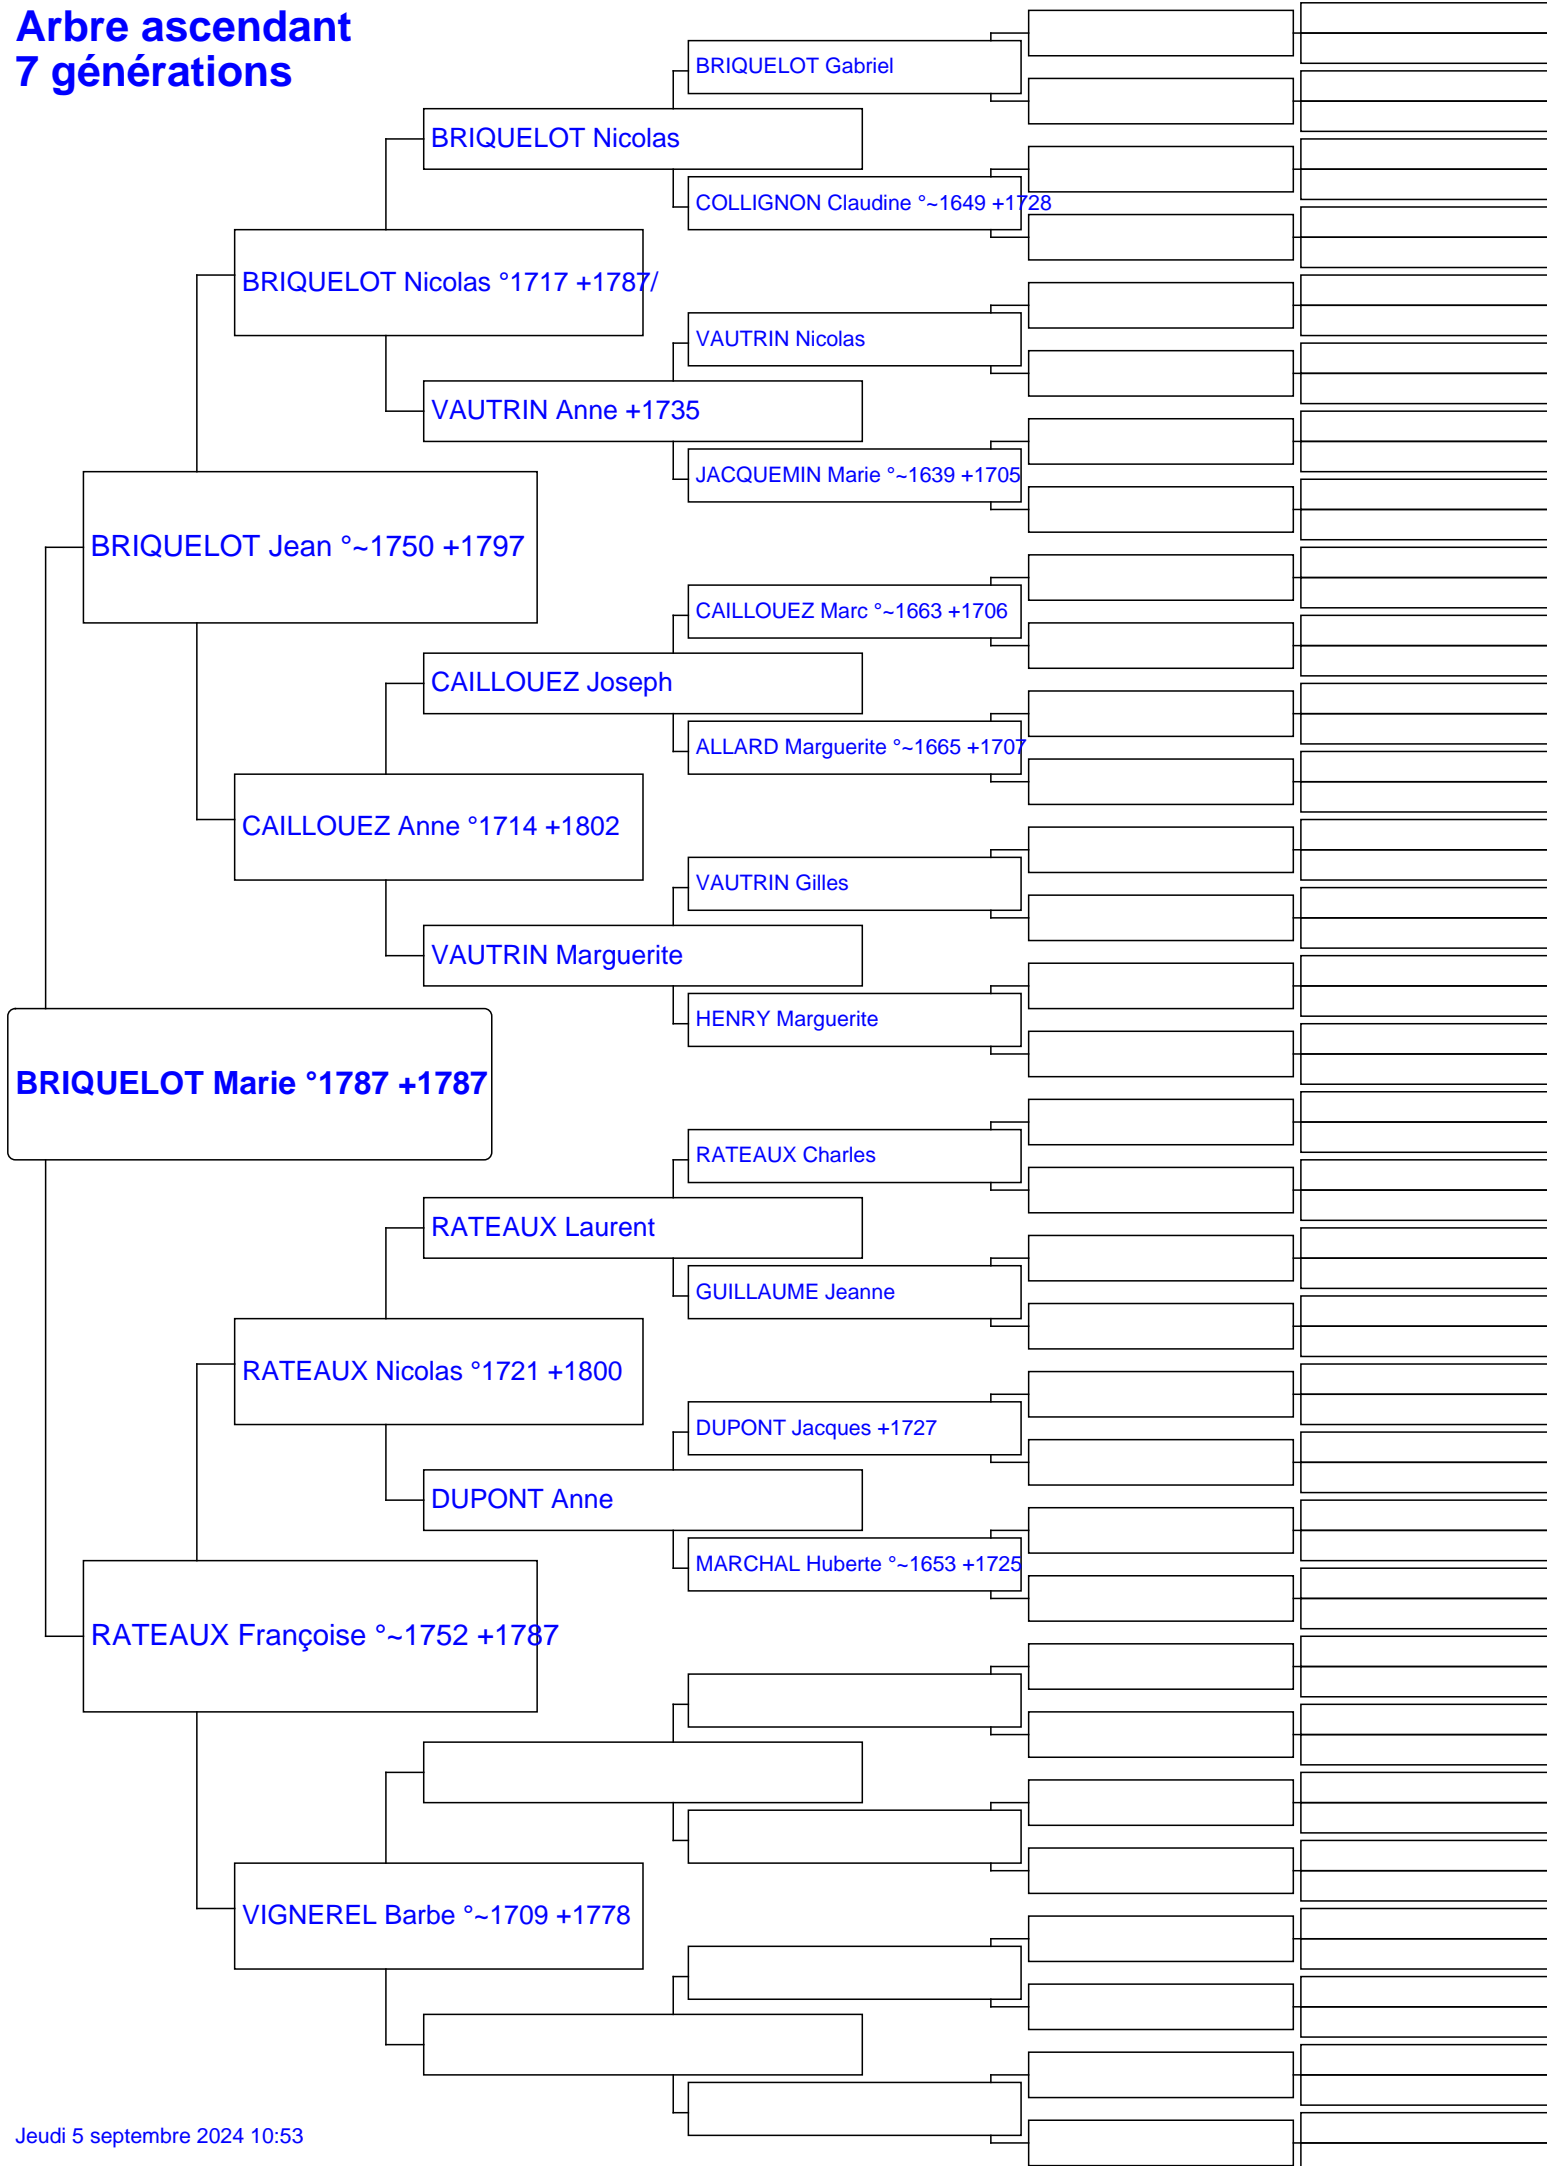 Arbre ascendant
7 générations
BRIQUELOT Gabriel
BRIQUELOT Nicolas
COLLIGNON Claudine °~1649 +1728
BRIQUELOT Nicolas °1717 +1787/
VAUTRIN Nicolas
VAUTRIN Anne +1735
JACQUEMIN Marie °~1639 +1705
BRIQUELOT Jean °~1750 +1797
CAILLOUEZ Marc °~1663 +1706
CAILLOUEZ Joseph
ALLARD Marguerite °~1665 +1707
CAILLOUEZ Anne °1714 +1802
VAUTRIN Gilles
VAUTRIN Marguerite
HENRY Marguerite
BRIQUELOT Marie °1787 +1787
RATEAUX Charles
RATEAUX Laurent
GUILLAUME Jeanne
RATEAUX Nicolas °1721 +1800
DUPONT Jacques +1727
DUPONT Anne
MARCHAL Huberte °~1653 +1725
RATEAUX Françoise °~1752 +1787
VIGNEREL Barbe °~1709 +1778
Jeudi 5 septembre 2024 10:53